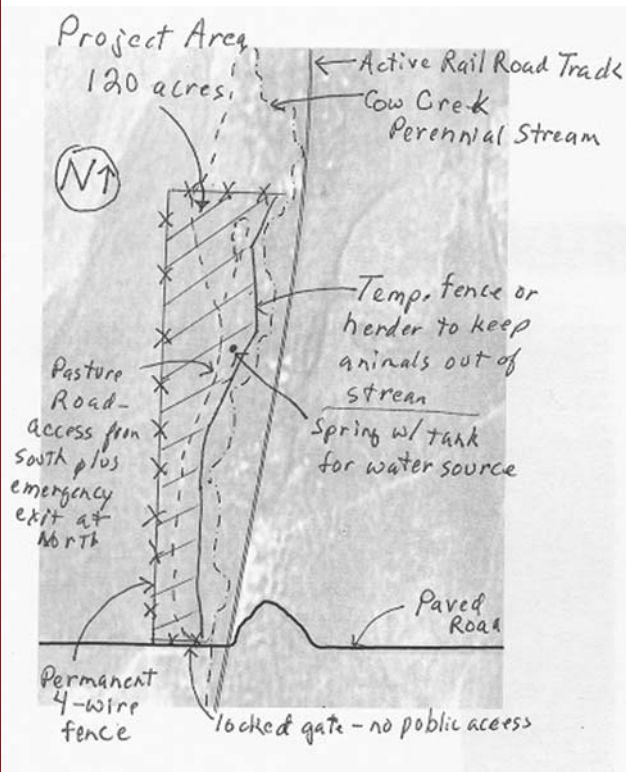 Project Area
120 acres
Active Rail Road Track
Cow Creek
Perennial Stream
N↑
Temp. fence or
herder to keep
animals out of
stream
Pasture
Road-
access from
south plus
emergency
exit at
North
Spring w/ tank
for water source
Paved
Road
Permanent
4-wire
fence
locked gate - no public access